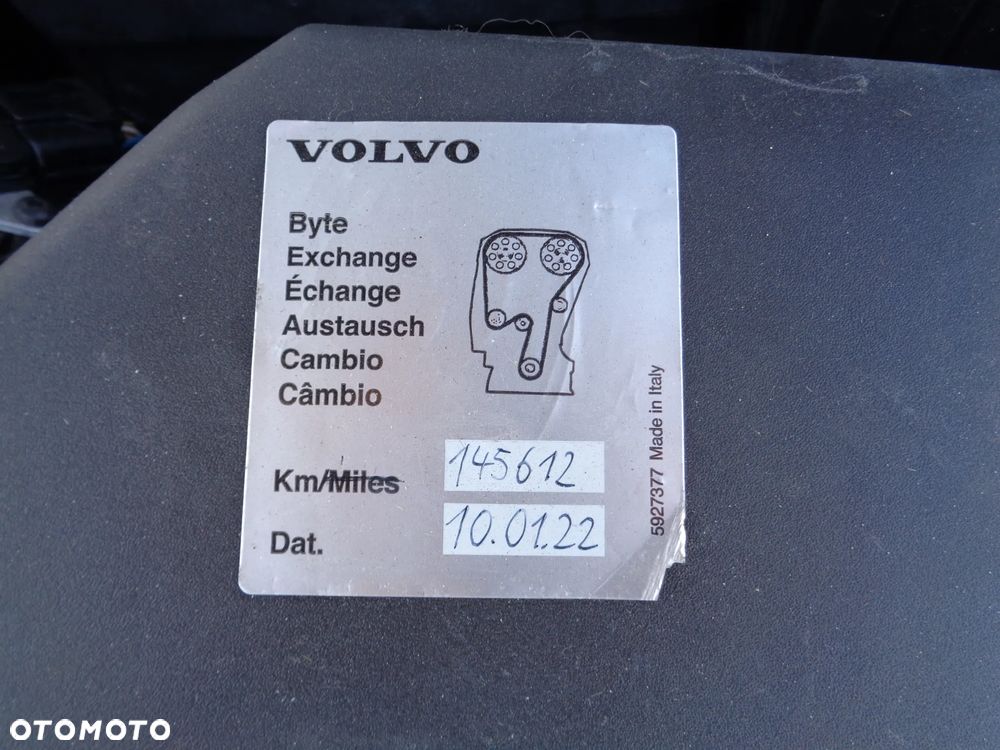 VOLVO
Byte
Exchange
Échange
Austausch
Cambio
Câmbio
Km/Miles 145612
Dat. 10.01.22
5927377 Made in Italy
OTOMOTO